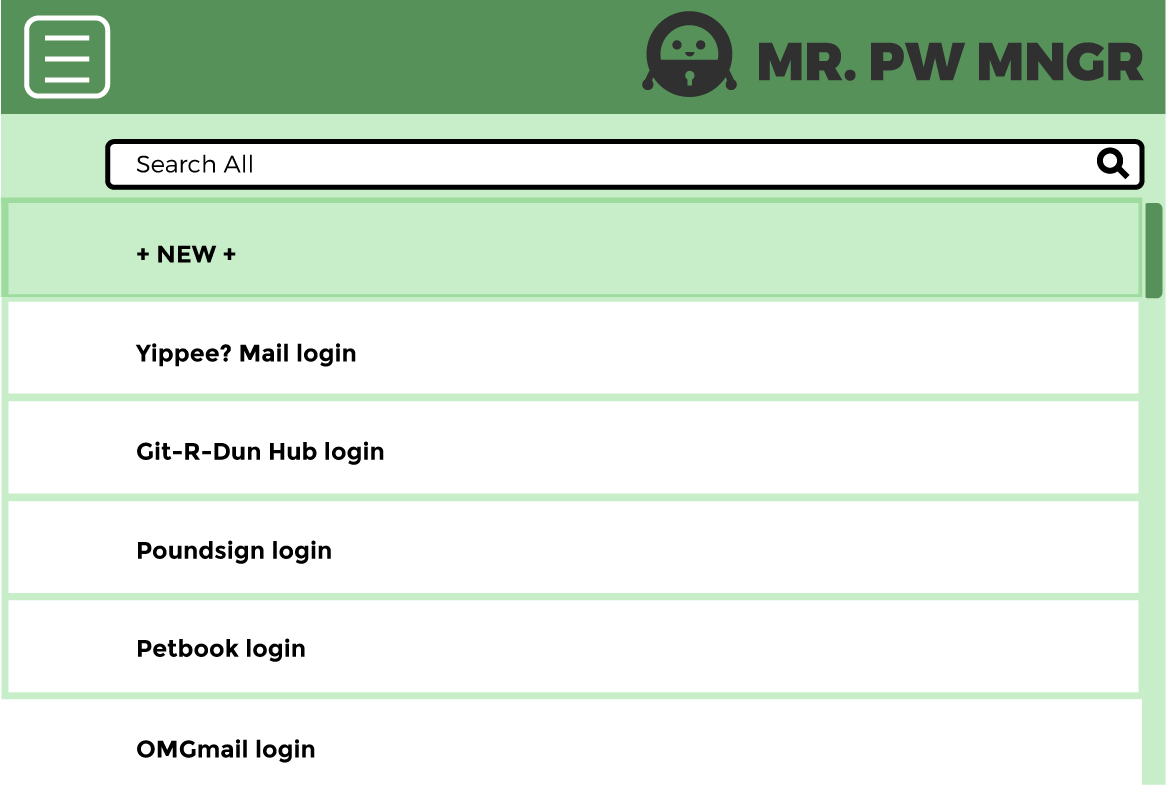 MR. PW MNGR
Search All
+ NEW +
Yippee? Mail login
Git-R-Dun Hub login
Poundsign login
Petbook login
OMGmail login